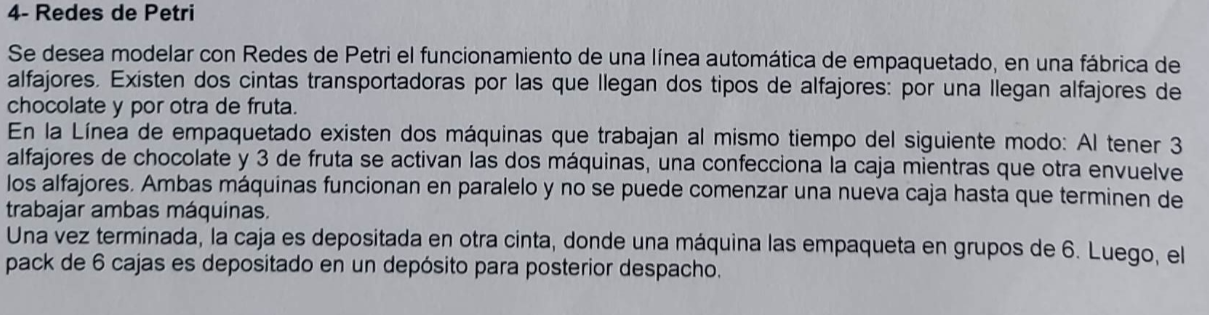 4- Redes de Petri
Se desea modelar con Redes de Petri el funcionamiento de una línea automática de empaquetado, en una fábrica de
alfajores. Existen dos cintas transportadoras por las que llegan dos tipos de alfajores: por una llegan alfajores de
chocolate y por otra de fruta.
En la Línea de empaquetado existen dos máquinas que trabajan al mismo tiempo del siguiente modo: Al tener 3
alfajores de chocolate y 3 de fruta se activan las dos máquinas, una confecciona la caja mientras que otra envuelve
los alfajores. Ambas máquinas funcionan en paralelo y no se puede comenzar una nueva caja hasta que terminen de
trabajar ambas máquinas.
Una vez terminada, la caja es depositada en otra cinta, donde una máquina las empaqueta en grupos de 6. Luego, el
pack de 6 cajas es depositado en un depósito para posterior despacho.